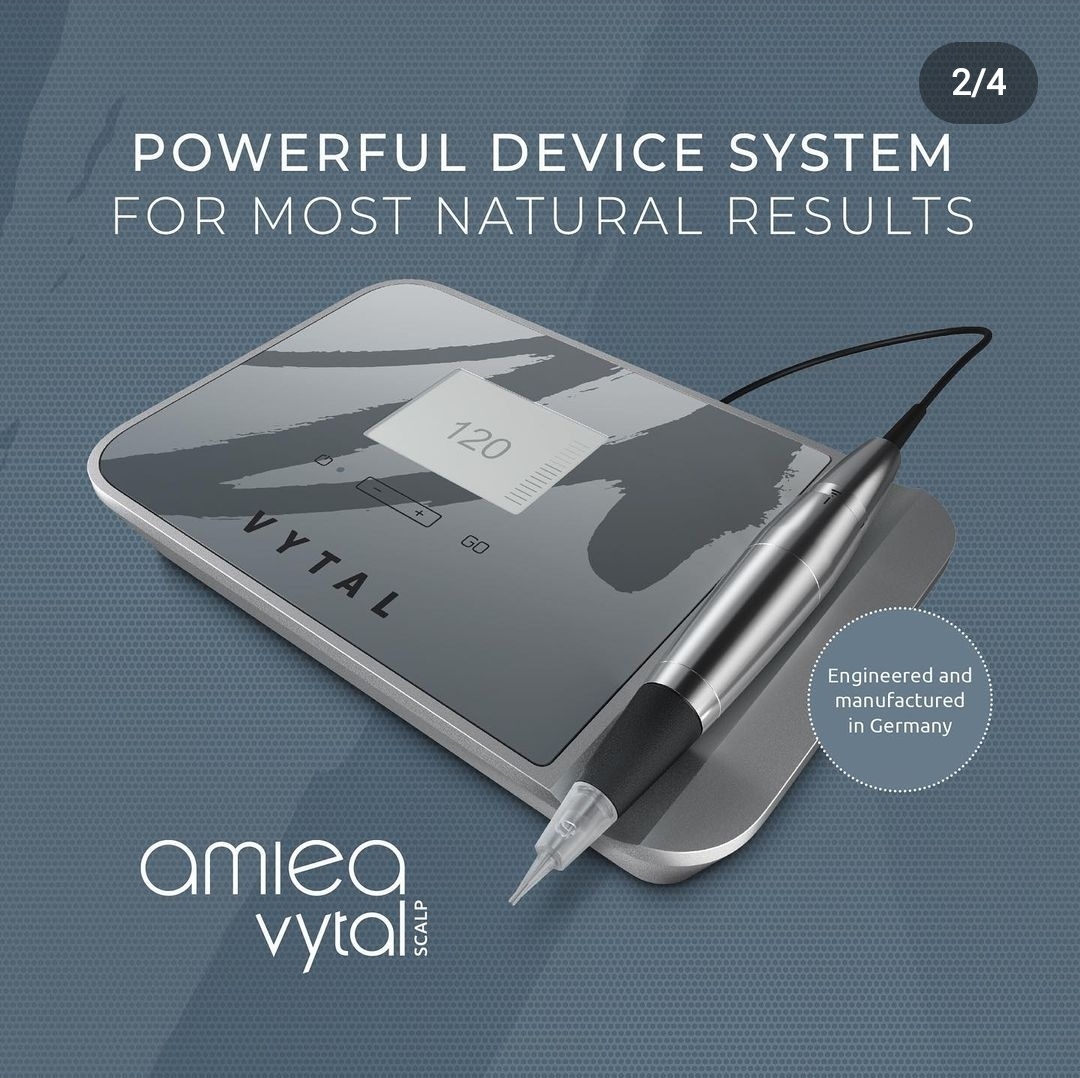 2/4
POWERFUL DEVICE SYSTEM
FOR MOST NATURAL RESULTS
120
- +
GO
VYTAL
Engineered and
manufactured
in Germany
amiea
vytal SCALP